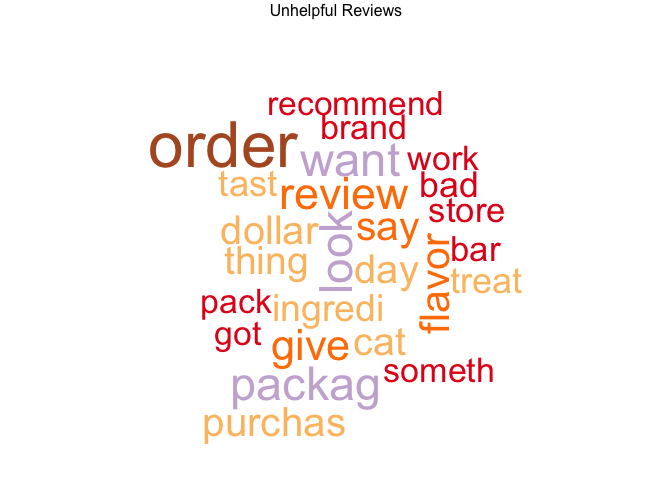 Unhelpful Reviews
recommend
brand
order
want
work
tast
review
bad
store
dollar
look
say
thing
day
flavor
bar
treat
pack
ingredi
got
give
cat
someth
packag
purchas